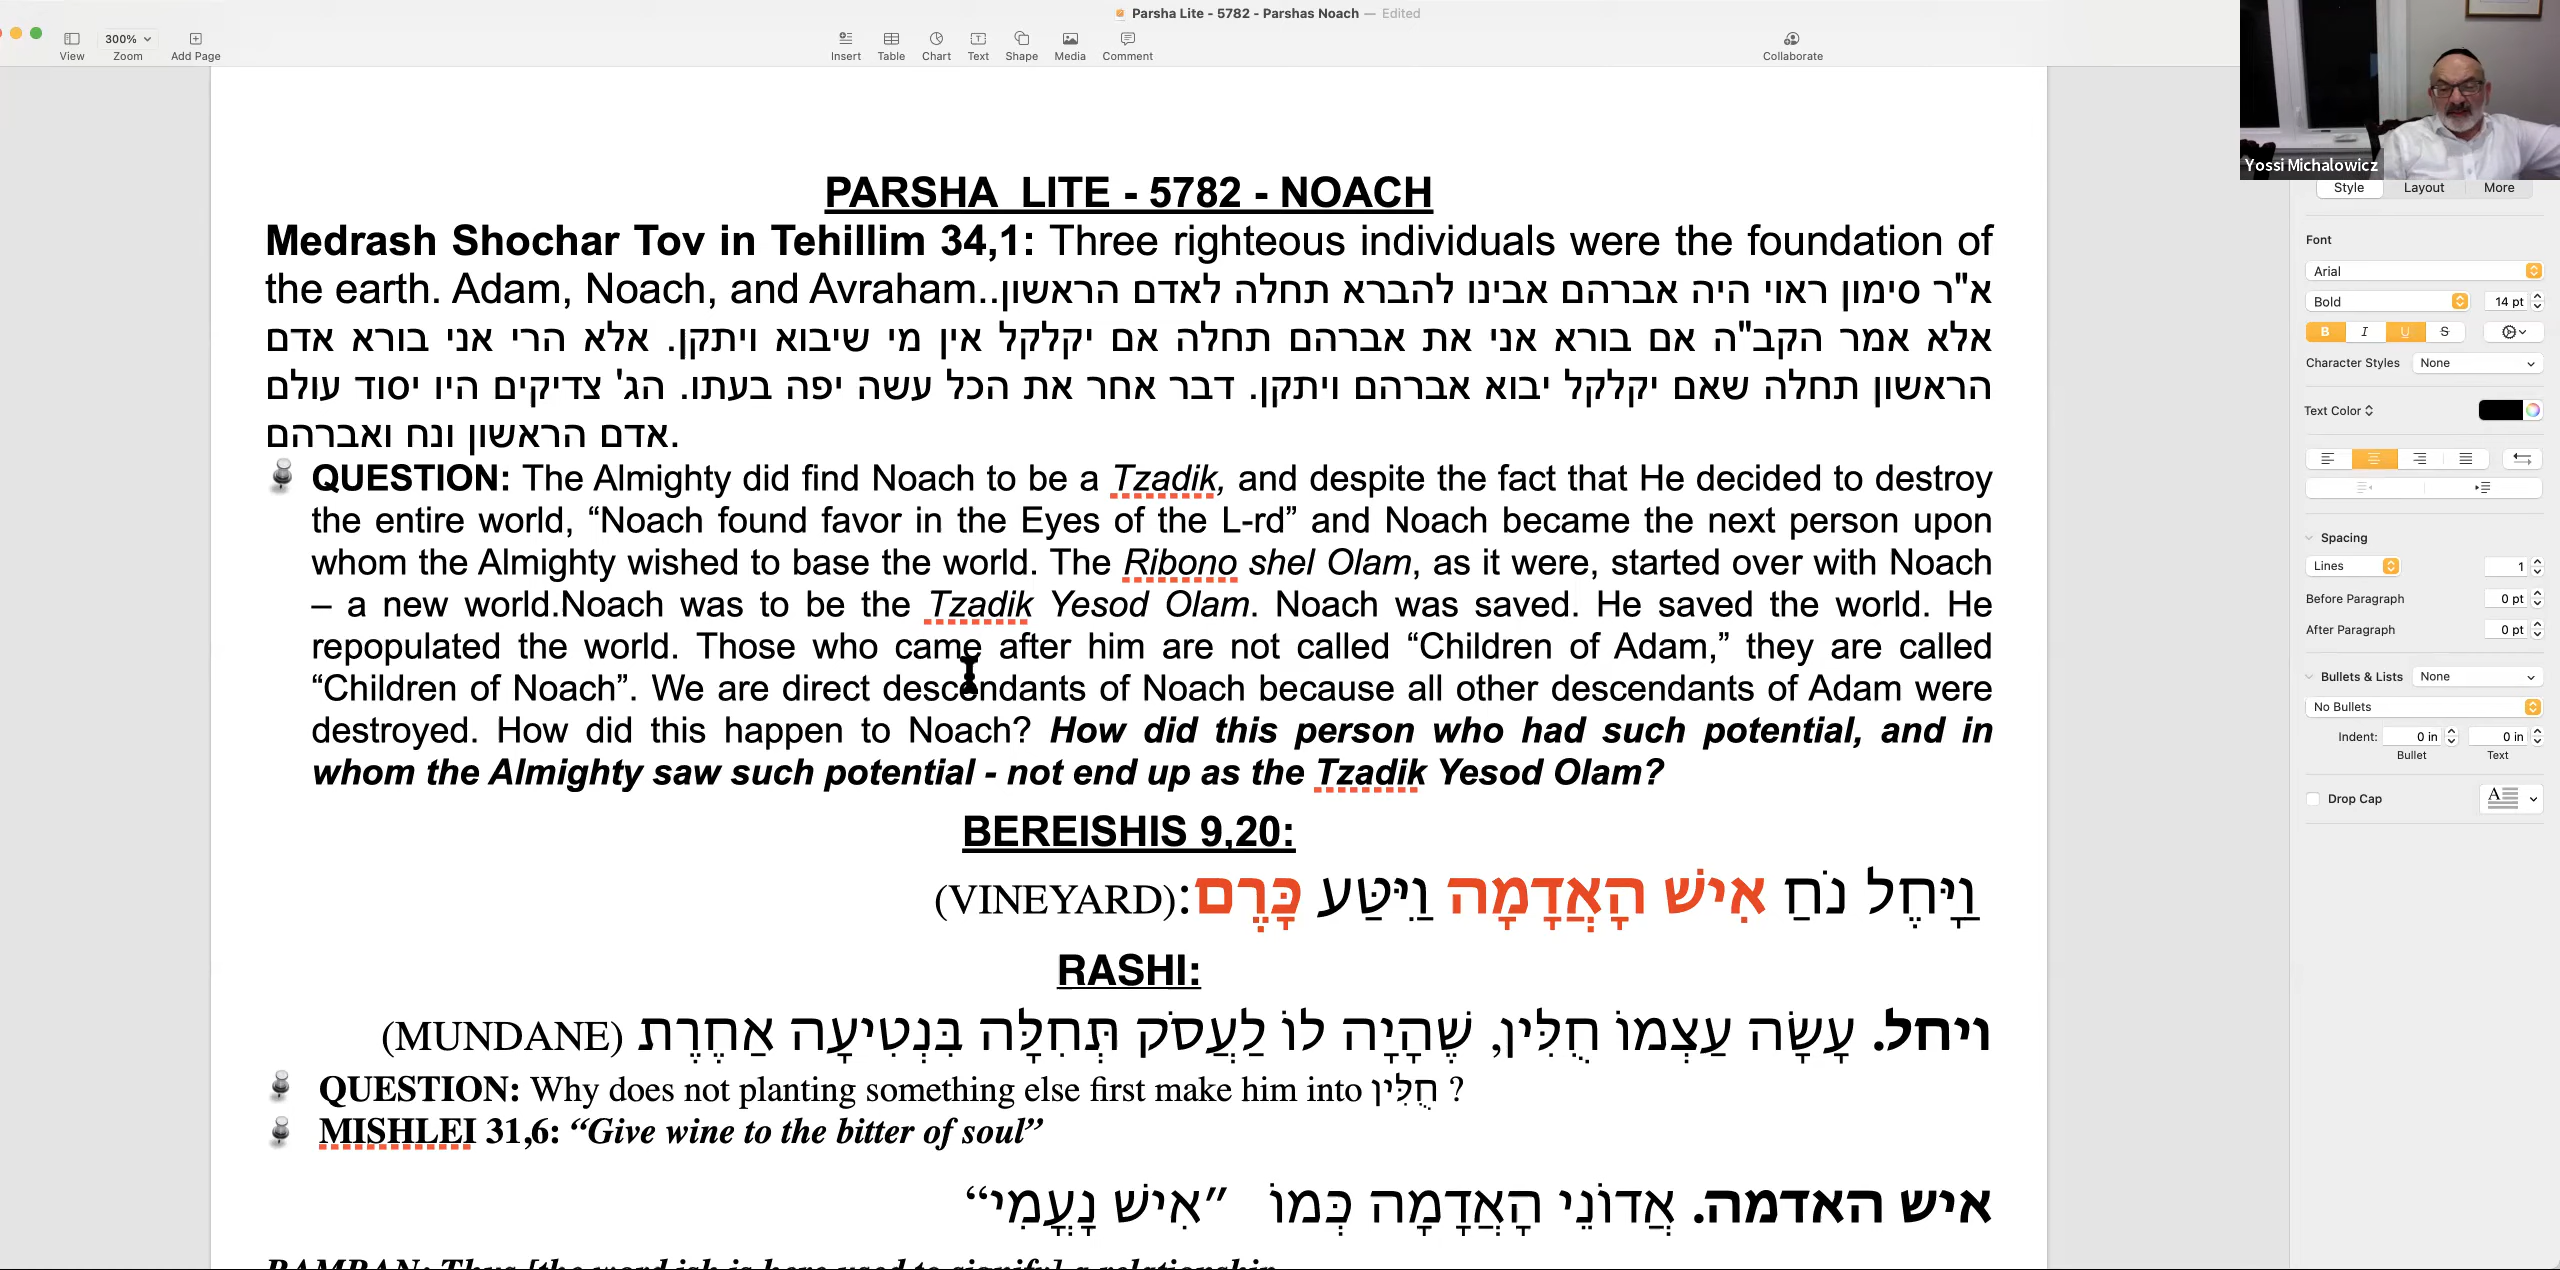 Parsha Lite - 5782 - Parshas Noach — Edited
View
300%
Zoom
Add Page
Insert
Table
Chart
Text
Shape
Media
Comment
Collaborate
Yossi Michalowicz
PARSHA LITE - 5782 - NOACH
Medrash Shochar Tov in Tehillim 34,1: Three righteous individuals were the foundation of
the earth. Adam, Noach, and Avraham..א"ר סימון ראוי היה אברהם אבינו להברא תחלה לאדם הראשון
אלא אמר הקב"ה אם בורא אני את אברהם תחלה אם יקלקל אין מי שיבוא ויתקן. אלא הרי אני בורא אדם
הראשון תחלה שאם יקלקל יבוא אברהם ויתקן. דבר אחר את הכל עשה יפה בעתו. הג' צדיקים היו יסוד עולם
אדם הראשון ונח ואברהם.
QUESTION: The Almighty did find Noach to be a Tzadik, and despite the fact that He decided to destroy
the entire world, “Noach found favor in the Eyes of the L-rd” and Noach became the next person upon
whom the Almighty wished to base the world. The Ribono shel Olam, as it were, started over with Noach
– a new world.Noach was to be the Tzadik Yesod Olam. Noach was saved. He saved the world. He
repopulated the world. Those who came after him are not called “Children of Adam,” they are called
“Children of Noach”. We are direct descendants of Noach because all other descendants of Adam were
destroyed. How did this happen to Noach? How did this person who had such potential, and in
whom the Almighty saw such potential - not end up as the Tzadik Yesod Olam?
BEREISHIS 9,20:
וַיָּחֶל נֹחַ אִישׁ הָאֲדָמָה וַיִּטַּע כָּרֶם:(VINEYARD)
RASHI:
ויחל. עָשָׂה עַצְמוֹ חֻלִּין, שֶׁהָיָה לוֹ לַעֲסֹק תְּחִלָּה בִּנְטִיעָה אַחֶרֶת (MUNDANE)
QUESTION: Why does not planting something else first make him into חֻלִּין ?
MISHLEI 31,6: “Give wine to the bitter of soul”
איש האדמה. אֲדוֹנֵי הָאֲדָמָה כְּמוֹ ”אִישׁ נָעֳמִי“
RAMBAN: Thus [the word ish is here used to signify] a relationship
Style
Layout
More
Font
Arial
Bold
14 pt
B I U S
Character Styles
None
Text Color
Spacing
Lines
1
Before Paragraph
0 pt
After Paragraph
0 pt
Bullets & Lists
None
No Bullets
Indent:
0 in
0 in
Bullet
Text
Drop Cap
A